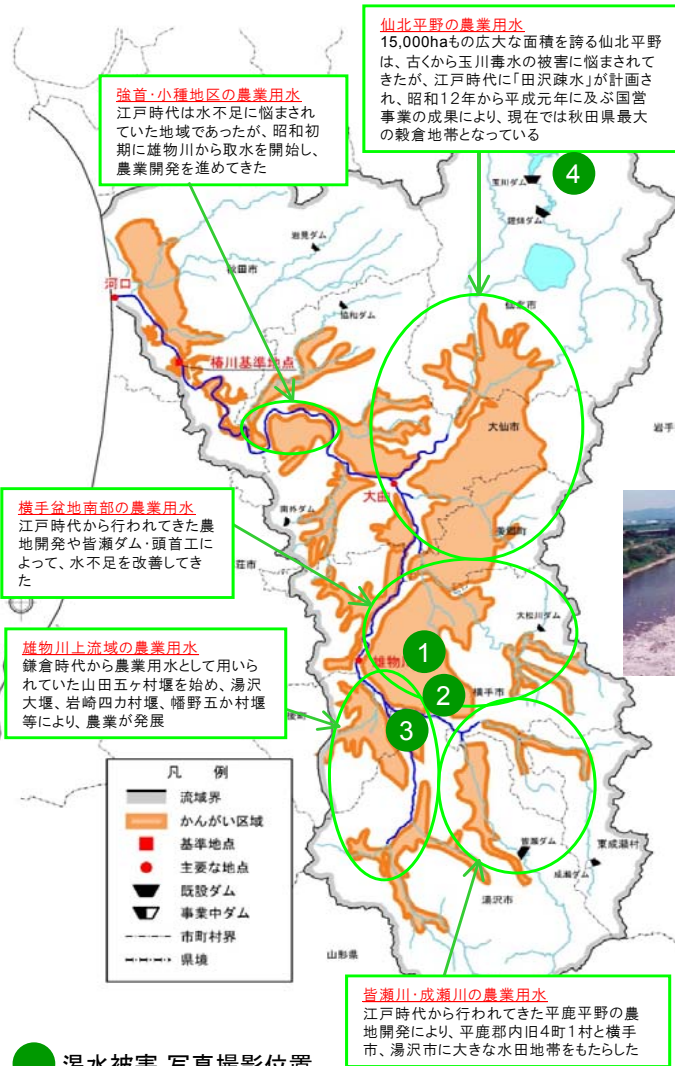 仙北平野の農業用水
15,000haもの広大な面積を誇る仙北平野
は、古くから玉川毒水の被害に悩まされ
てきたが、江戸時代に「田沢疎水」が計画
され、昭和12年から平成元年に及ぶ国営
事業の成果により、現在では秋田県最大
の穀倉地帯となっている
強首・小種地区の農業用水
江戸時代は水不足に悩まされ
ていた地域であったが、昭和初
期に雄物川から取水を開始し、
農業開発を進めてきた
4
玉川ダム
鎧畑ダム
岩見ダム
秋田市
河口
協和ダム
仙北市
椿川基準地点
大仙市
岩手
大曲
南外ダム
美郷町
横手盆地南部の農業用水
江戸時代から行われてきた農
地開発や皆瀬ダム・頭首工に
よって、水不足を改善してき
た
荘市
大松川ダム
雄物川
1
横手市
2
3
雄物川上流域の農業用水
鎌倉時代から農業用水として用いら
れていた山田五ヶ村堰を始め、湯沢
大堰、岩崎四カ村堰、幡野五か村堰
等により、農業が発展
後町
凡 例
流域界
かんがい区域
基準地点
主要な地点
既設ダム
事業中ダム
市町村界
県境
皆瀬ダム
東成瀬村
成瀬ダム
湯沢市
山形県
皆瀬川・成瀬川の農業用水
江戸時代から行われてきた平鹿平野の農
地開発により、平鹿郡内旧4町1村と横手
市、湯沢市に大きな水田地帯をもたらした
渇水被害 写真撮影位置